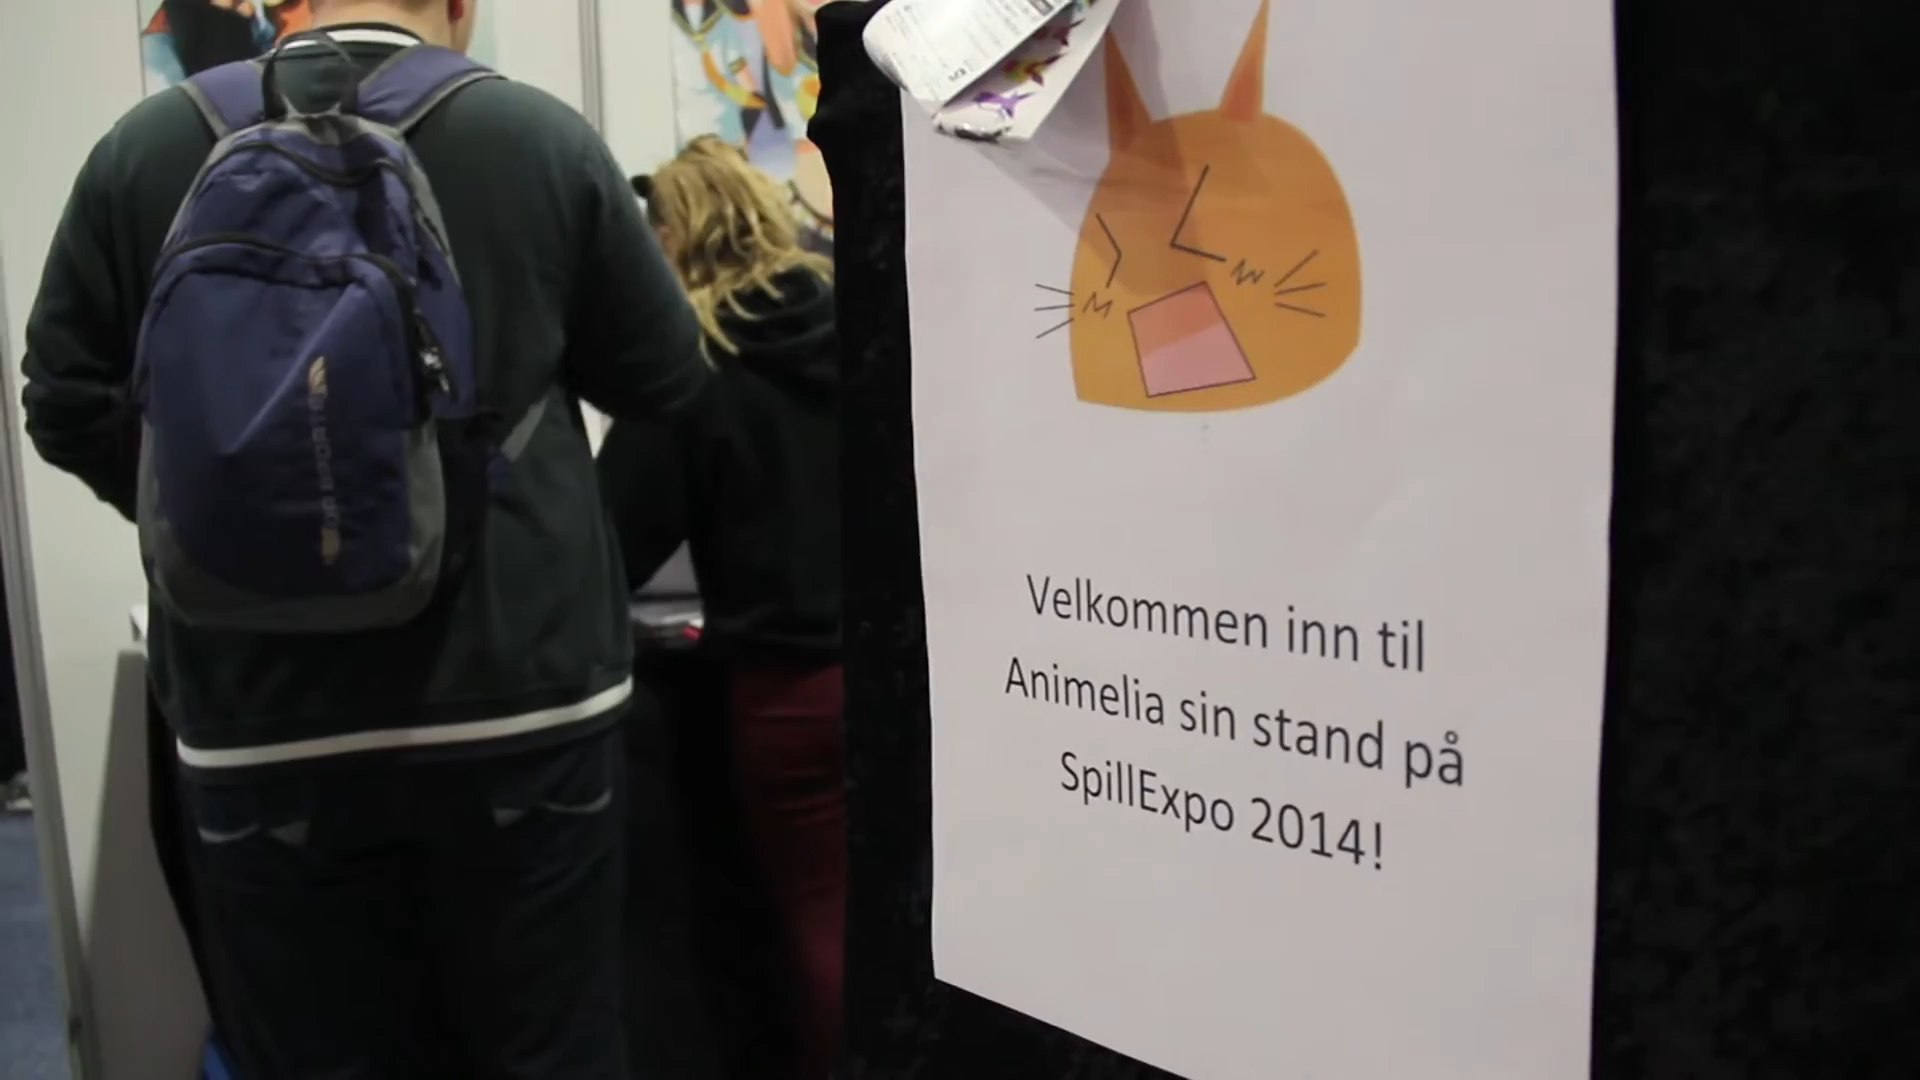 Velkommen inn til
Animelia sin stand på
SpillExpo 2014!